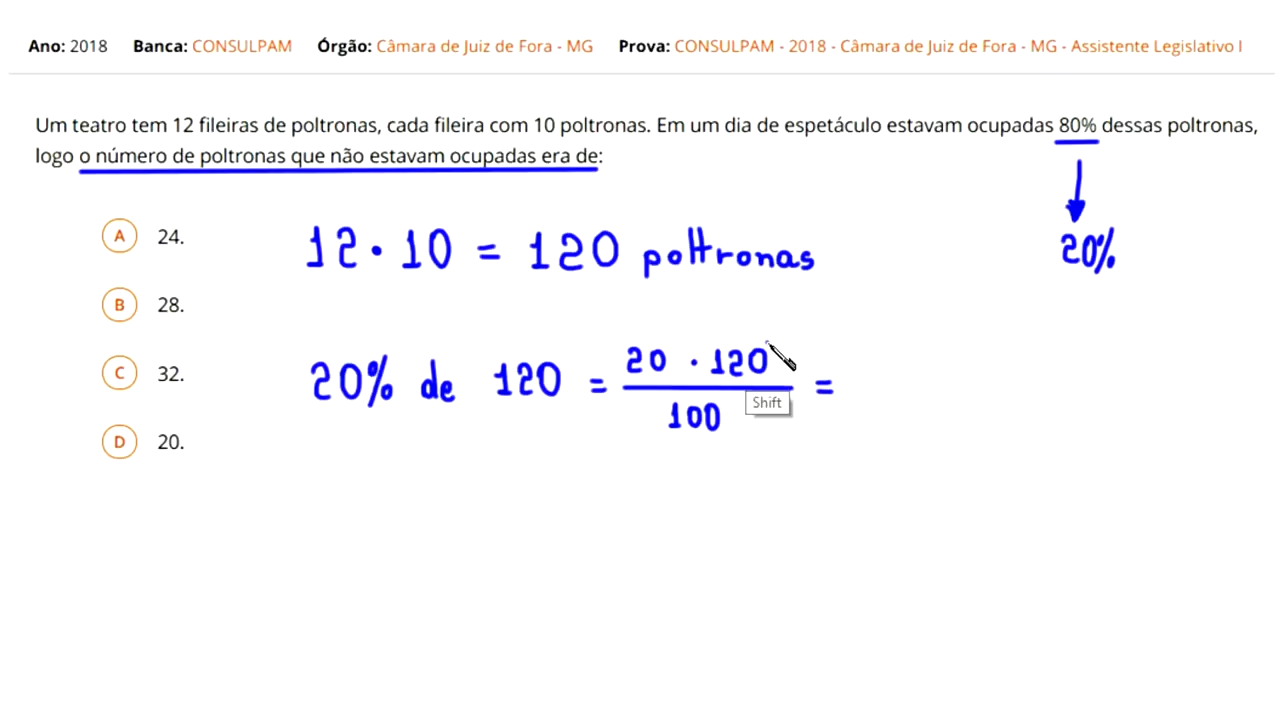 Ano: 2018 Banca: CONSULPAM Órgão: Câmara de Juiz de Fora - MG Prova: CONSULPAM - 2018 - Câmara de Juiz de Fora - MG - Assistente Legislativo I
Um teatro tem 12 fileiras de poltronas, cada fileira com 10 poltronas. Em um dia de espetáculo estavam ocupadas 80% dessas poltronas,
logo o número de poltronas que não estavam ocupadas era de:
A 24.
12 · 10 = 120 poltronas
20%
B 28.
C 32.
20% de 120 = 20 · 120 =
100
Shift
D 20.